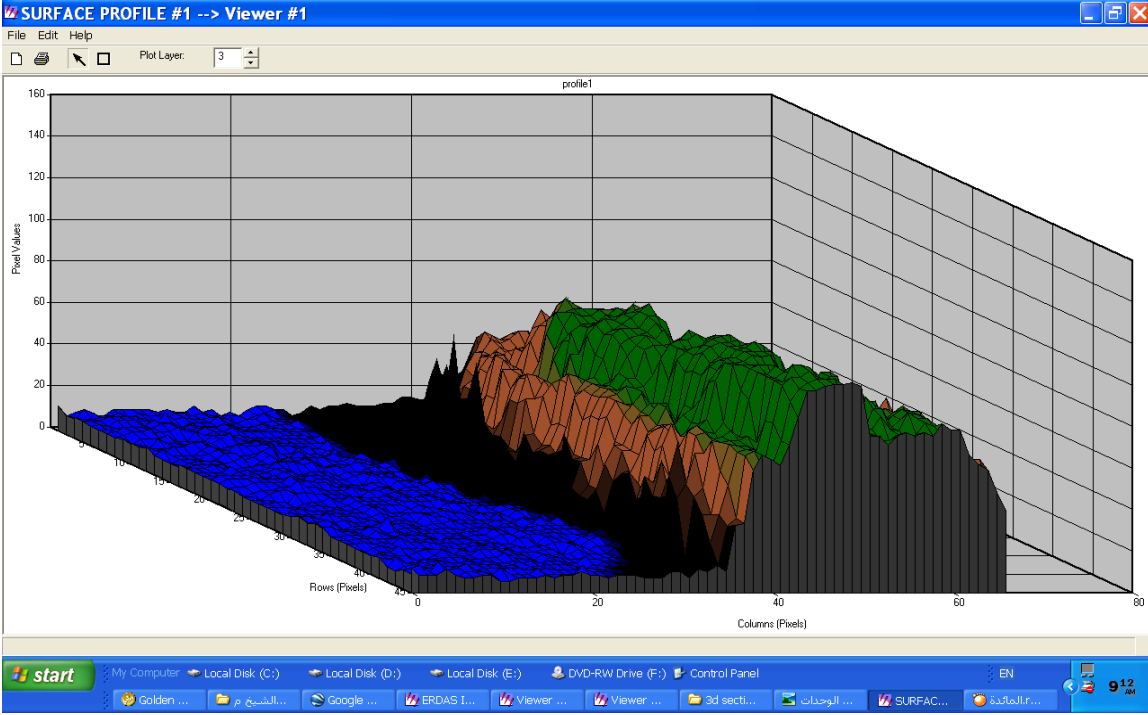 SURFACE PROFILE #1 --> Viewer #1
File Edit Help
Plot Layer: 3
profile1
160
140
120
100
80
60
40
20
0
Pixel Values
5
10
15
20
25
30
35
40
45
Rows (Pixels)
0 20 40 60 80
Columns (Pixels)
start My Computer Local Disk (C:) Local Disk (D:) Local Disk (E:) DVD-RW Drive (F:) Control Panel EN
Golden ... الشيخ م... Google ... ERDAS I... Viewer ... Viewer ... 3d secti... الوحدات ... SURFAC... المائدة.r...
9 12 AM